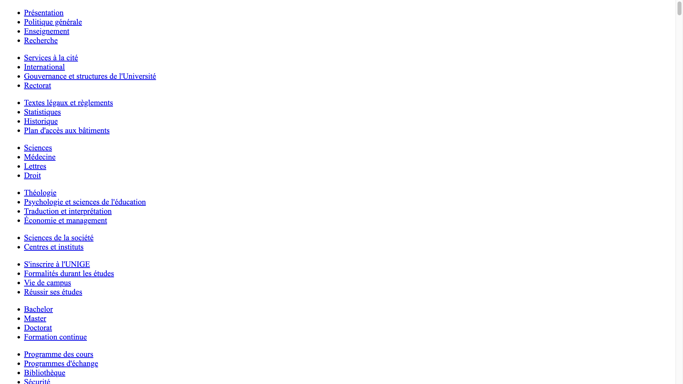 Présentation
Politique générale
Enseignement
Recherche
Services à la cité
International
Gouvernance et structures de l'Université
Rectorat
Textes légaux et règlements
Statistiques
Historique
Plan d'accès aux bâtiments
Sciences
Médecine
Lettres
Droit
Théologie
Psychologie et sciences de l'éducation
Traduction et interprétation
Économie et management
Sciences de la société
Centres et instituts
S'inscrire à l'UNIGE
Formalités durant les études
Vie de campus
Réussir ses études
Bachelor
Master
Doctorat
Formation continue
Programme des cours
Programmes d'échange
Bibliothèque
Sécurité